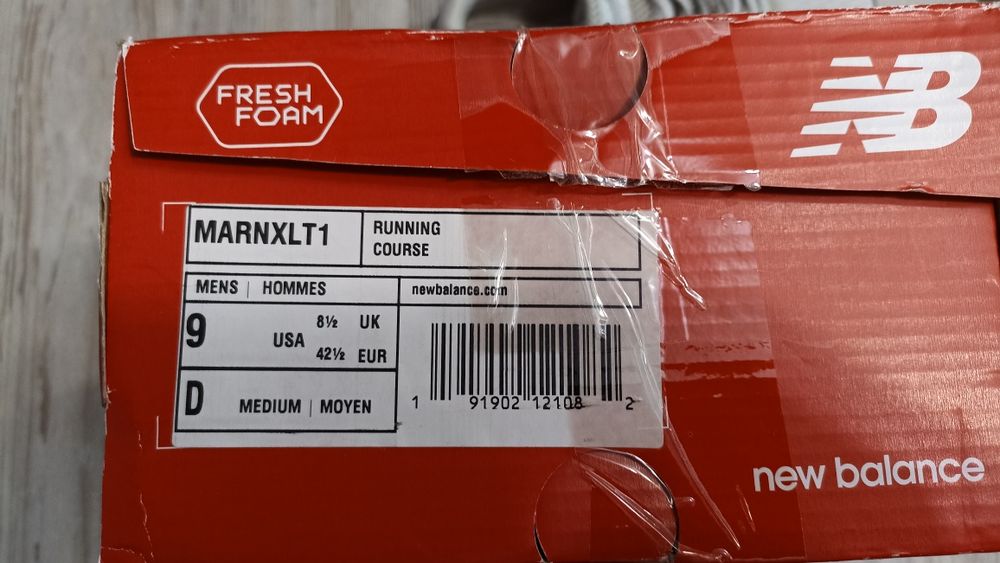 FRESH
FOAM
NB
MARNXLT1
RUNNING
COURSE
MENS | HOMMES
newbalance.com
9 USA 8½ UK
42½ EUR
D MEDIUM | MOYEN
1 91902 12108 2
new balance